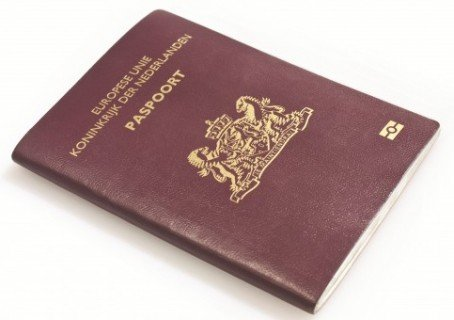 EUROPESE UNIE
KONINKRIJK DER NEDERLANDEN
PASPOORT